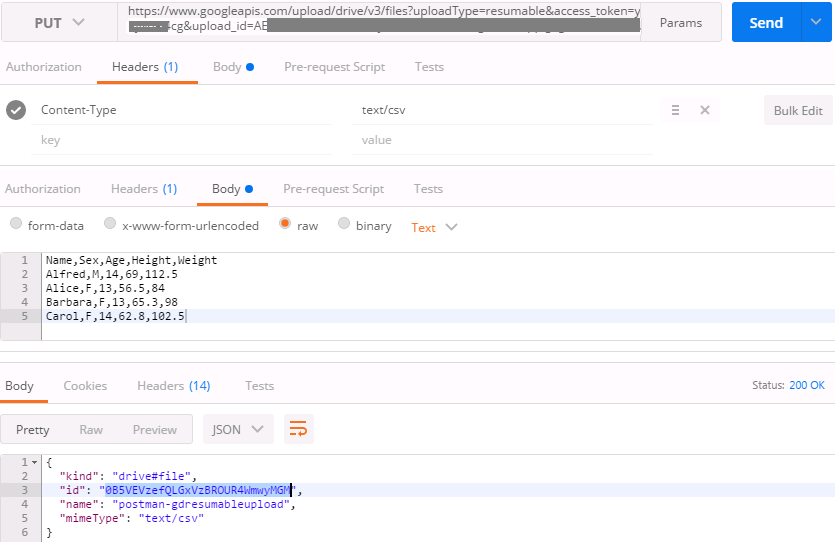 PUT
https://www.googleapis.com/upload/drive/v3/files?uploadType=resumable&access_token=y
cg&upload_id=AE
Params
Send
Authorization Headers (1) Body Pre-request Script Tests
Content-Type text/csv Bulk Edit
key value
Authorization Headers (1) Body Pre-request Script Tests
form-data x-www-form-urlencoded raw binary Text
1 Name,Sex,Age,Height,Weight
2 Alfred,M,14,69,112.5
3 Alice,F,13,56.5,84
4 Barbara,F,13,65.3,98
5 Carol,F,14,62.8,102.5
Body Cookies Headers (14) Tests Status: 200 OK
Pretty Raw Preview JSON
1 {
2 "kind": "drive#file",
3 "id": "0B5VEVzefQLGxVzBROUR4WmwyMGM",
4 "name": "postman-gdresumableupload",
5 "mimeType": "text/csv"
6 }